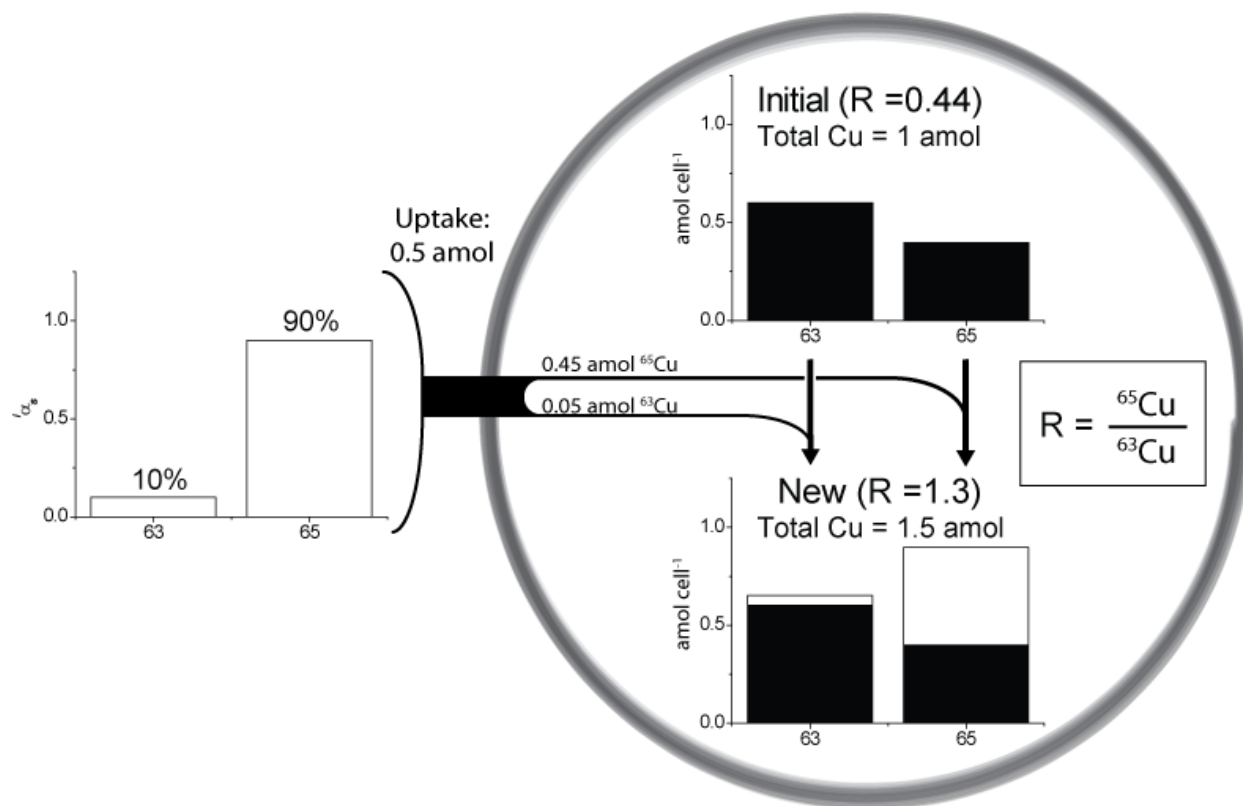 Uptake:
0.5 amol
ⁱαₛ
1.0
0.5
0.0
10%
90%
63
65
Initial (R =0.44)
Total Cu = 1 amol
amol cell⁻¹
1.0
0.5
0.0
63
65
0.45 amol ⁶⁵Cu
0.05 amol ⁶³Cu
R = ⁶⁵Cu
⁶³Cu
New (R =1.3)
Total Cu = 1.5 amol
amol cell⁻¹
1.0
0.5
0.0
63
65